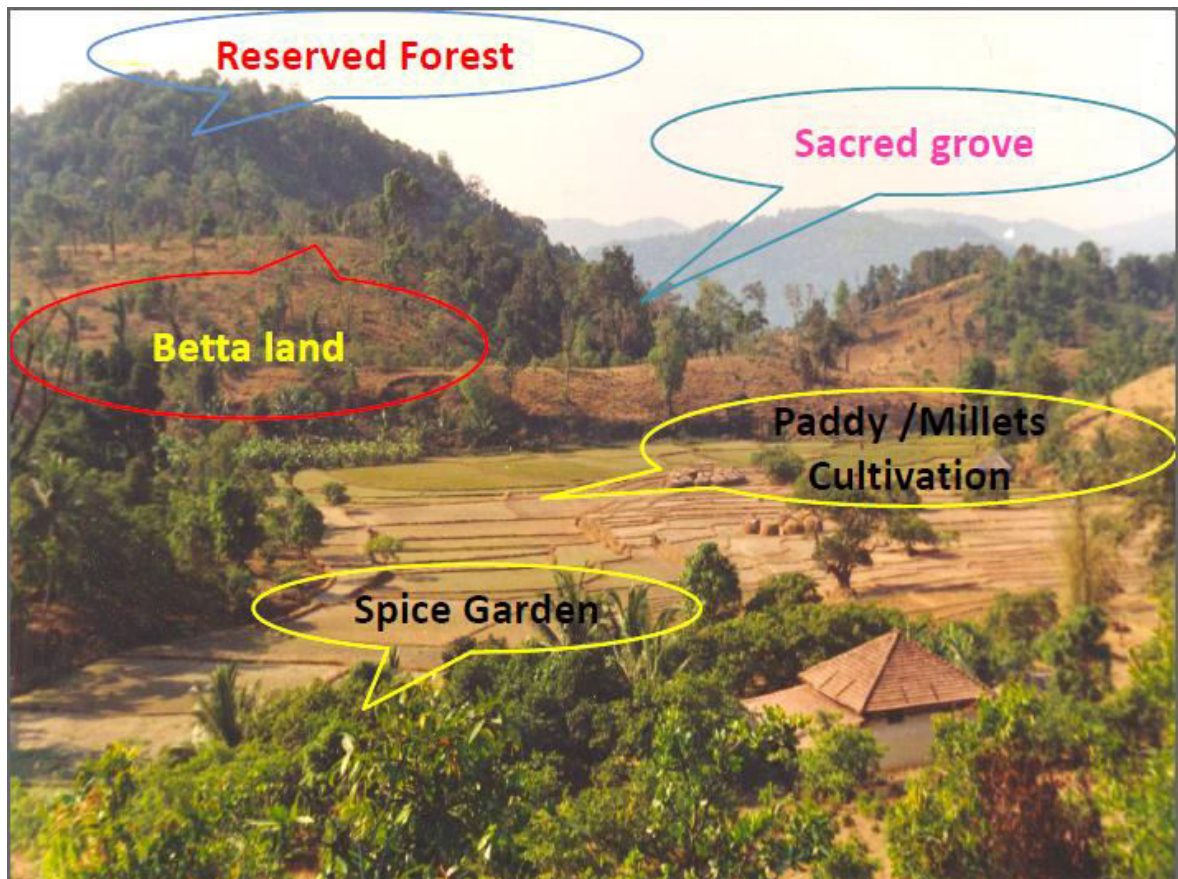 Reserved Forest
Sacred grove
Betta land
Paddy /Millets
Cultivation
Spice Garden